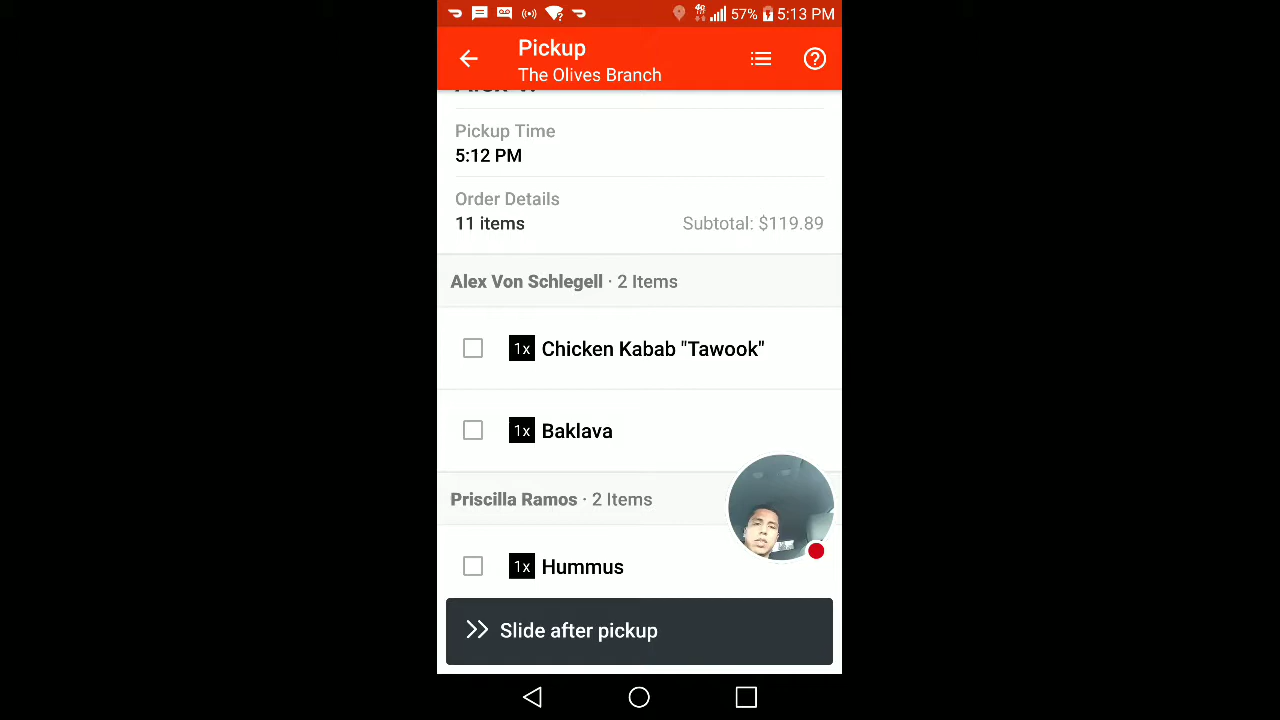 57% 5:13 PM
Pickup
The Olives Branch
Pickup Time
5:12 PM
Order Details
11 items Subtotal: $119.89
Alex Von Schlegell · 2 Items
1x Chicken Kabab "Tawook"
1x Baklava
Priscilla Ramos · 2 Items
1x Hummus
Slide after pickup